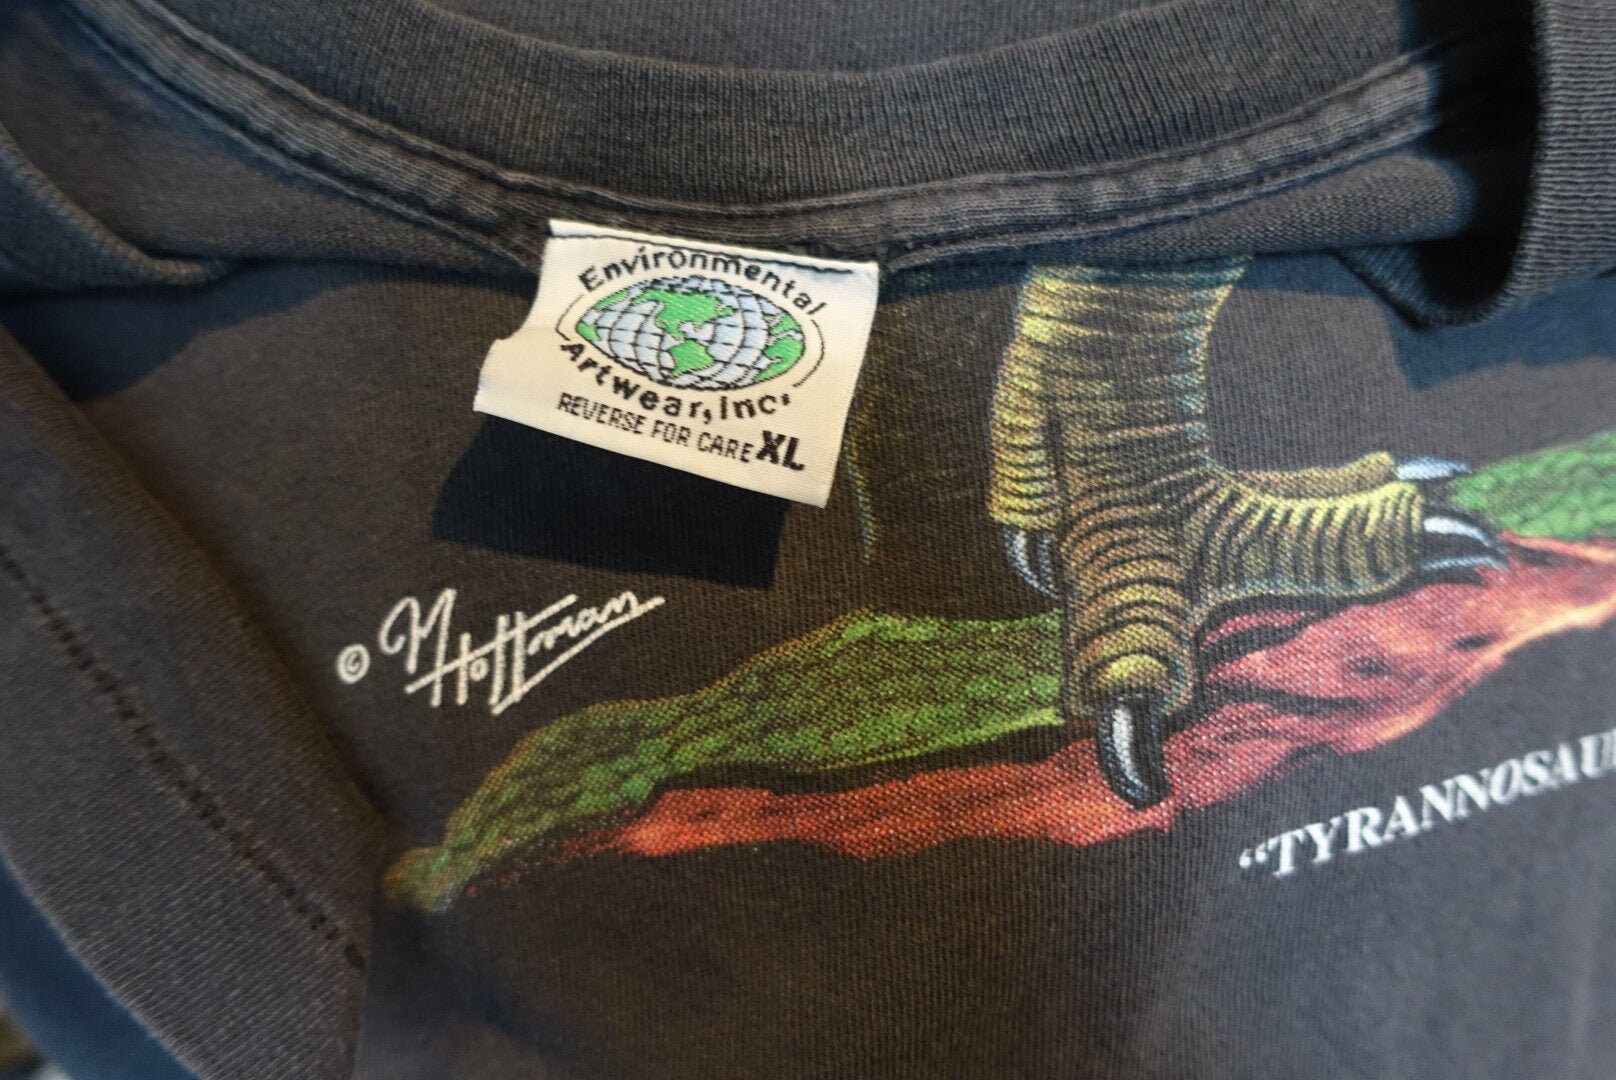 Environmental
Artwear, Inc.
REVERSE FOR CARE XL
© M Hoffman
"TYRANNOSAU